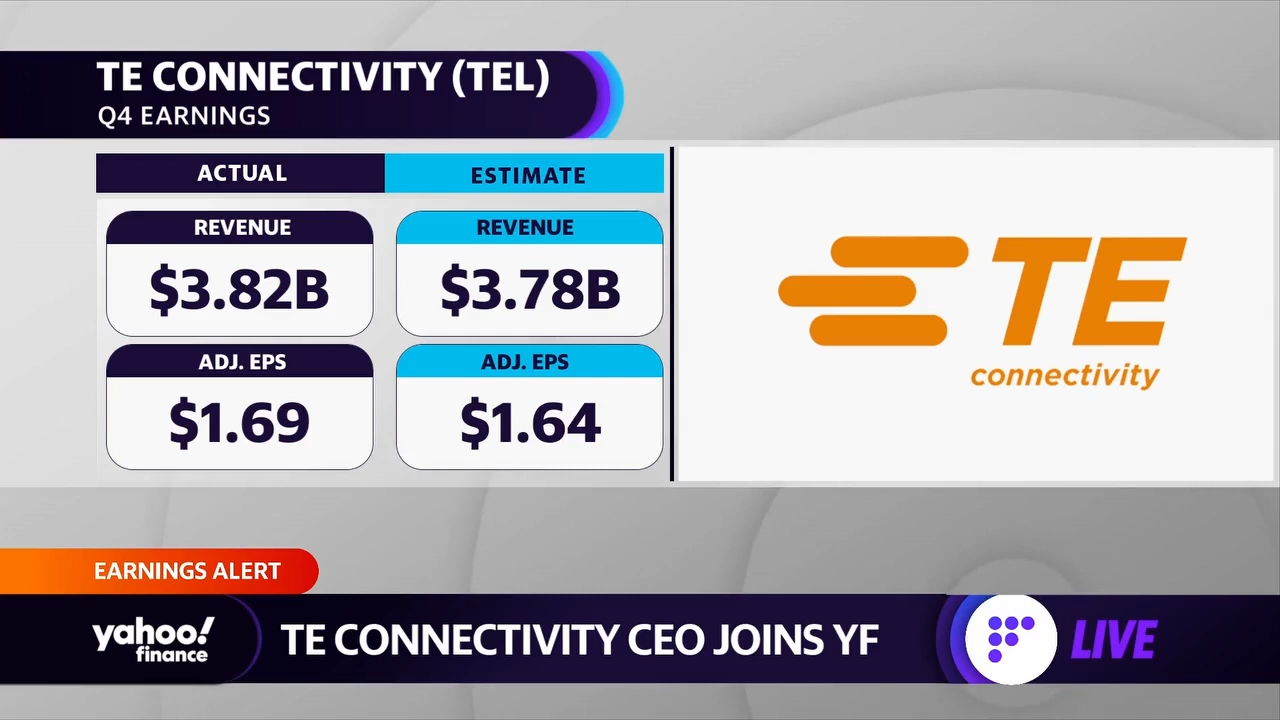 TE CONNECTIVITY (TEL)
Q4 EARNINGS
ACTUAL
ESTIMATE
REVENUE
REVENUE
$3.82B
$3.78B
ADJ. EPS
ADJ. EPS
$1.69
$1.64
TE
connectivity
EARNINGS ALERT
yahoo!
finance
TE CONNECTIVITY CEO JOINS YF
LIVE